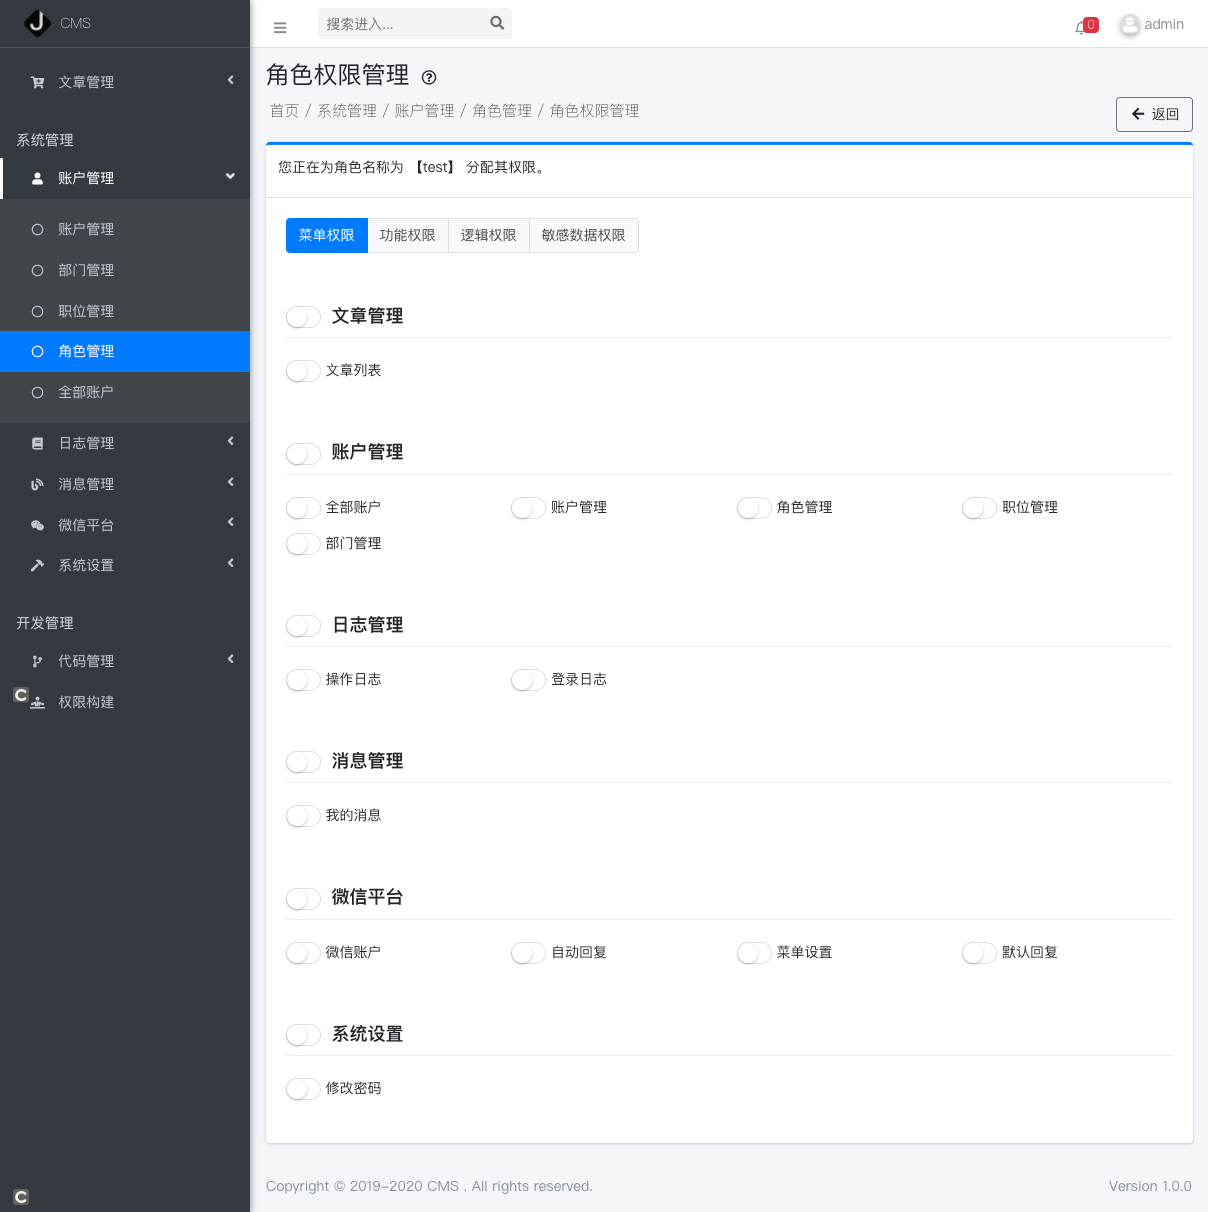 CMS
搜索进入...
0
admin
文章管理
系统管理
账户管理
账户管理
部门管理
职位管理
角色管理
全部账户
日志管理
消息管理
微信平台
系统设置
开发管理
代码管理
C
权限构建
C
角色权限管理
首页 / 系统管理 / 账户管理 / 角色管理 / 角色权限管理
返回
您正在为角色名称为 【test】 分配其权限。
菜单权限 功能权限 逻辑权限 敏感数据权限
文章管理
文章列表
账户管理
全部账户 账户管理 角色管理 职位管理
部门管理
日志管理
操作日志 登录日志
消息管理
我的消息
微信平台
微信账户 自动回复 菜单设置 默认回复
系统设置
修改密码
Copyright © 2019-2020 CMS . All rights reserved.
Version 1.0.0